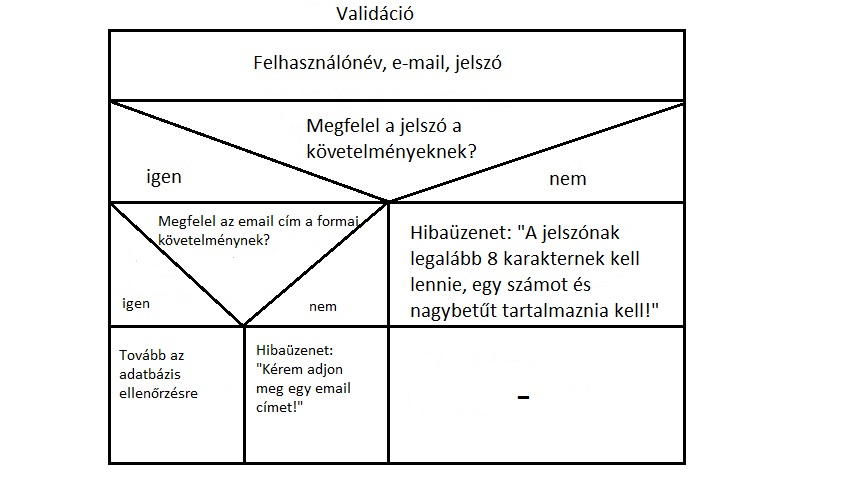 Validáció
Felhasználónév, e-mail, jelszó
Megfelel a jelszó a
követelményeknek?
igen
nem
Megfelel az email cím a formai
követelménynek?
igen
nem
Hibaüzenet: "A jelszónak
legalább 8 karakternek kell
lennie, egy számot és
nagybetűt tartalmaznia kell!"
Tovább az
adatbázis
ellenőrzésre
Hibaüzenet:
"Kérem adjon
meg egy email
címet!"
-